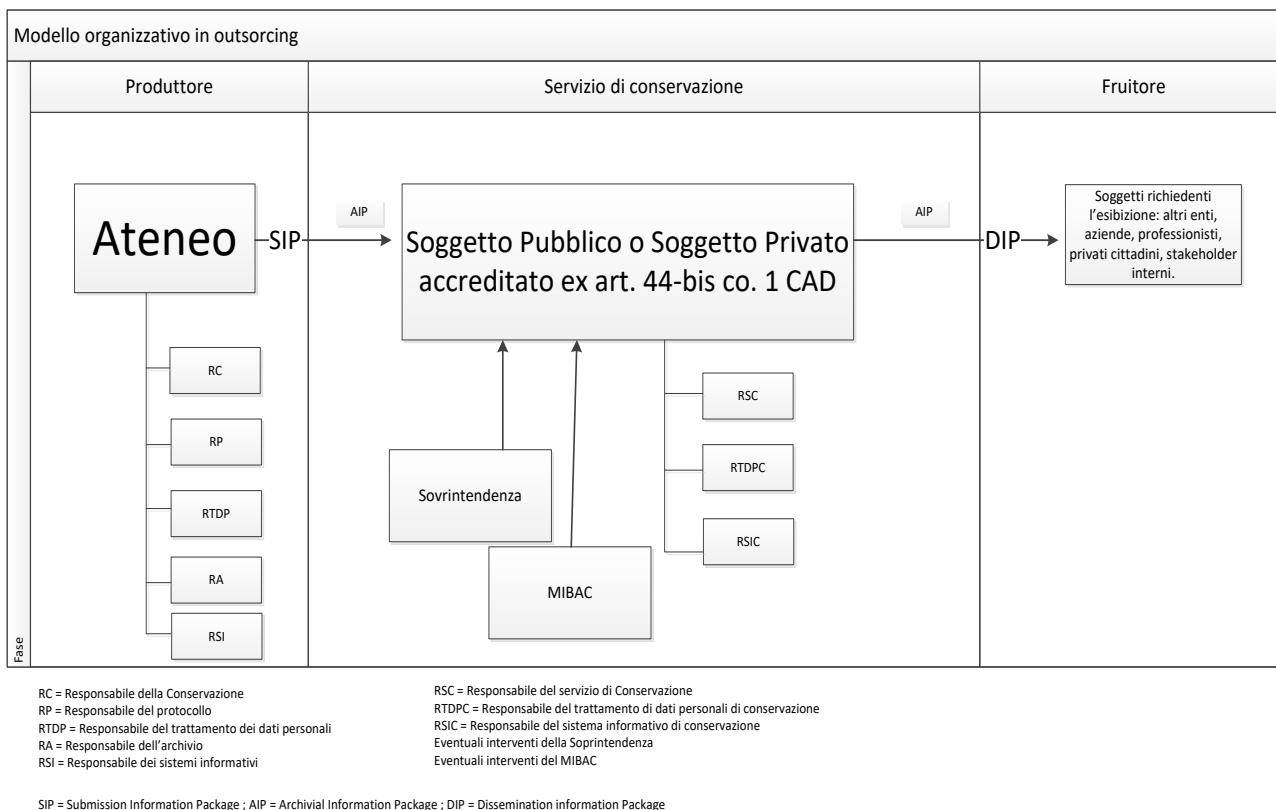 Modello organizzativo in outsorcing
Fase
Produttore
Servizio di conservazione
Fruitore
Ateneo
SIP
AIP
Soggetto Pubblico o Soggetto Privato
accreditato ex art. 44-bis co. 1 CAD
AIP
DIP
Soggetti richiedenti
l'esibizione: altri enti,
aziende, professionisti,
privati cittadini, stakeholder
interni.
RC
RP
RTDP
RA
RSI
Sovrintendenza
MIBAC
RSC
RTDPC
RSIC
RC = Responsabile della Conservazione
RP = Responsabile del protocollo
RTDP = Responsabile del trattamento dei dati personali
RA = Responsabile dell'archivio
RSI = Responsabile dei sistemi informativi
RSC = Responsabile del servizio di Conservazione
RTDPC = Responsabile del trattamento di dati personali di conservazione
RSIC = Responsabile del sistema informativo di conservazione
Eventuali interventi della Soprintendenza
Eventuali interventi del MIBAC
SIP = Submission Information Package ; AIP = Archivial Information Package ; DIP = Dissemination information Package